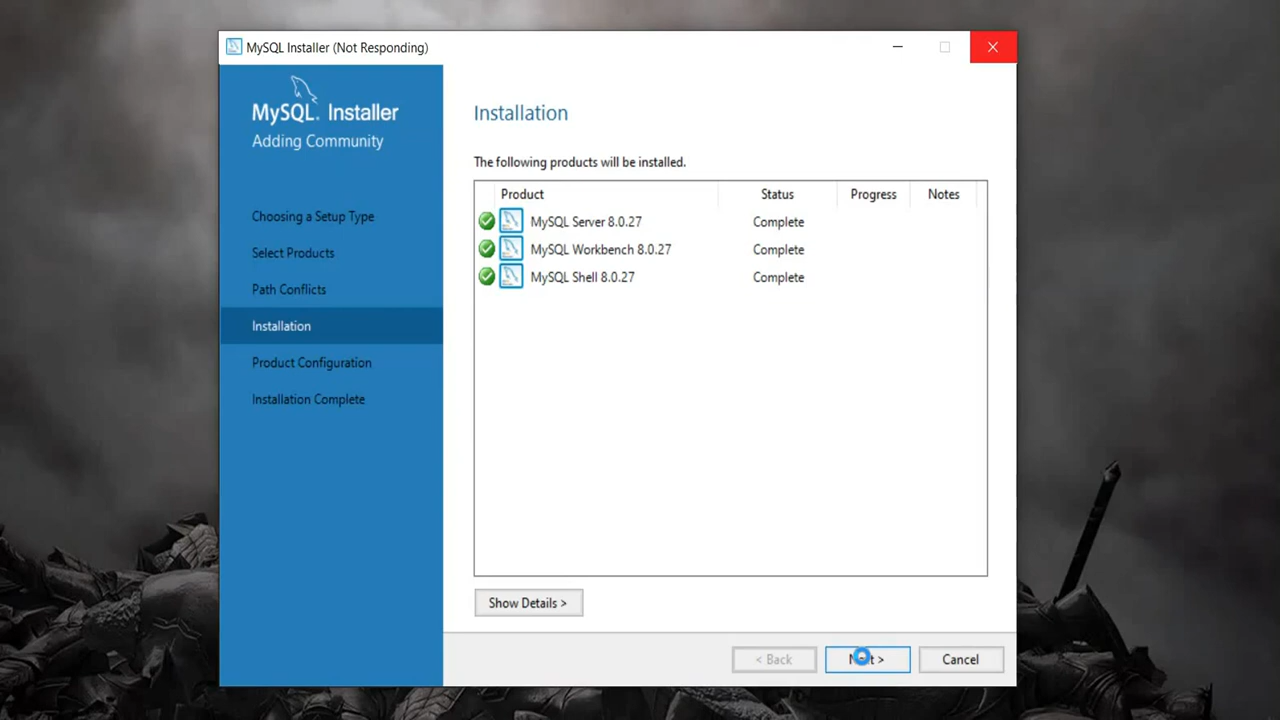 MySQL Installer (Not Responding)
MySQL. Installer
Adding Community
Choosing a Setup Type
Select Products
Path Conflicts
Installation
Product Configuration
Installation Complete
Installation
The following products will be installed.
Product Status Progress Notes
MySQL Server 8.0.27 Complete
MySQL Workbench 8.0.27 Complete
MySQL Shell 8.0.27 Complete
Show Details >
< Back Next > Cancel